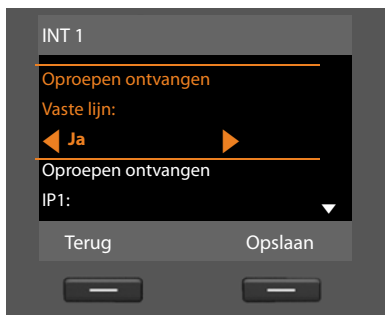 INT 1
Oproepen ontvangen
Vaste lijn:
Ja
Oproepen ontvangen
IP1:
Terug Opslaan